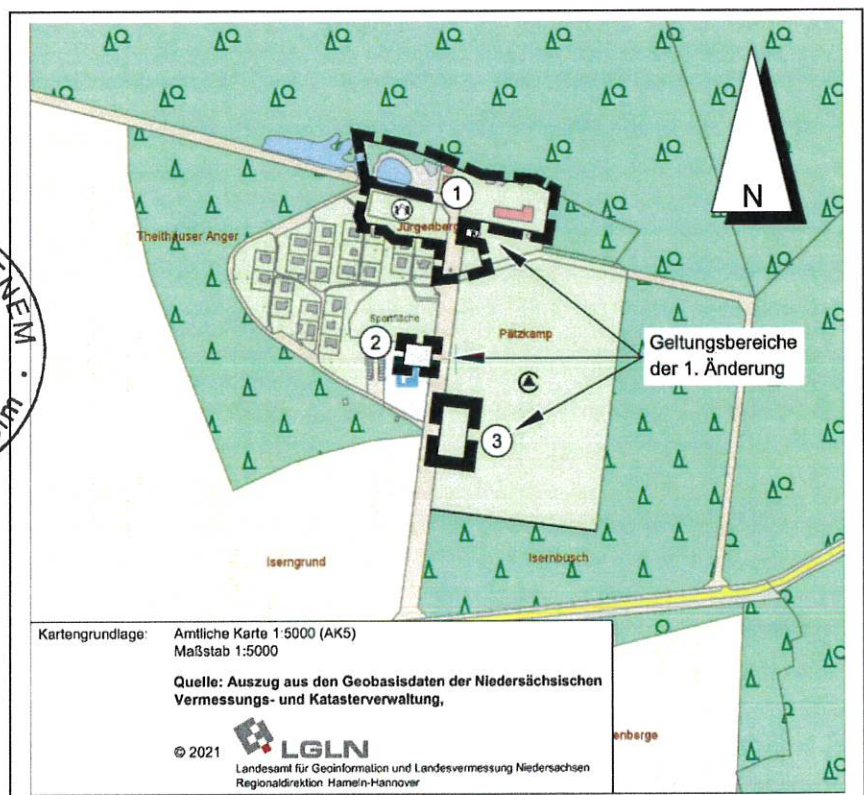 N
1
Jürgenberg
Theilhäuser Anger
Sportfläche
Pätzkamp
2
Geltungsbereiche
der 1. Änderung
P
3
NEM .
Iserngrund
Isernbusch
Kartengrundlage: Amtliche Karte 1:5000 (AK5)
Maßstab 1:5000
Quelle: Auszug aus den Geobasisdaten der Niedersächsischen
Vermessungs- und Katasterverwaltung,
enberge
© 2021 LGLN
Landesamt für Geoinformation und Landesvermessung Niedersachsen
Regionaldirektion Hameln-Hannover